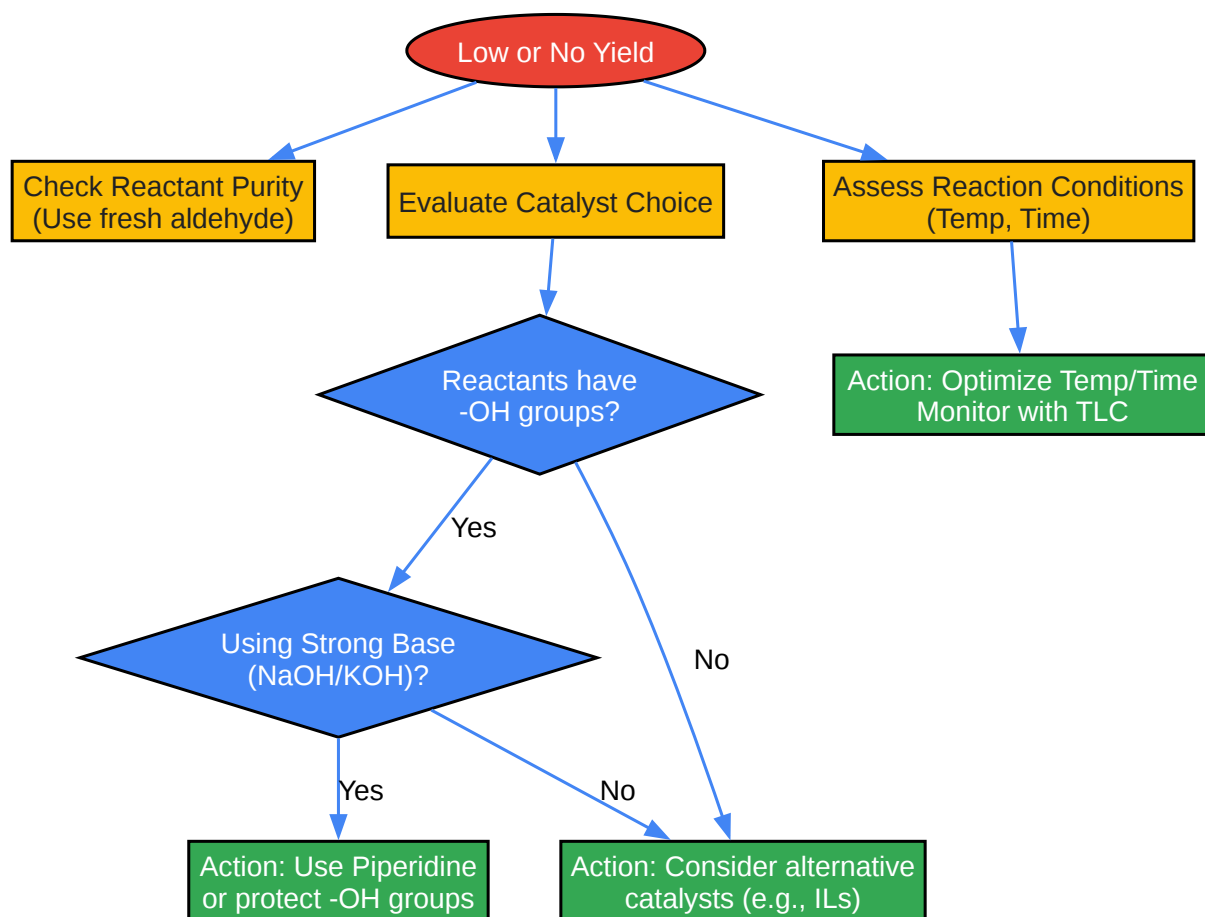 Low or No Yield
Check Reactant Purity
(Use fresh aldehyde)
Evaluate Catalyst Choice
Assess Reaction Conditions
(Temp, Time)
Reactants have
-OH groups?
Action: Optimize Temp/Time
Monitor with TLC
Yes
No
Using Strong Base
(NaOH/KOH)?
Yes
No
Action: Use Piperidine
or protect -OH groups
Action: Consider alternative
catalysts (e.g., ILs)